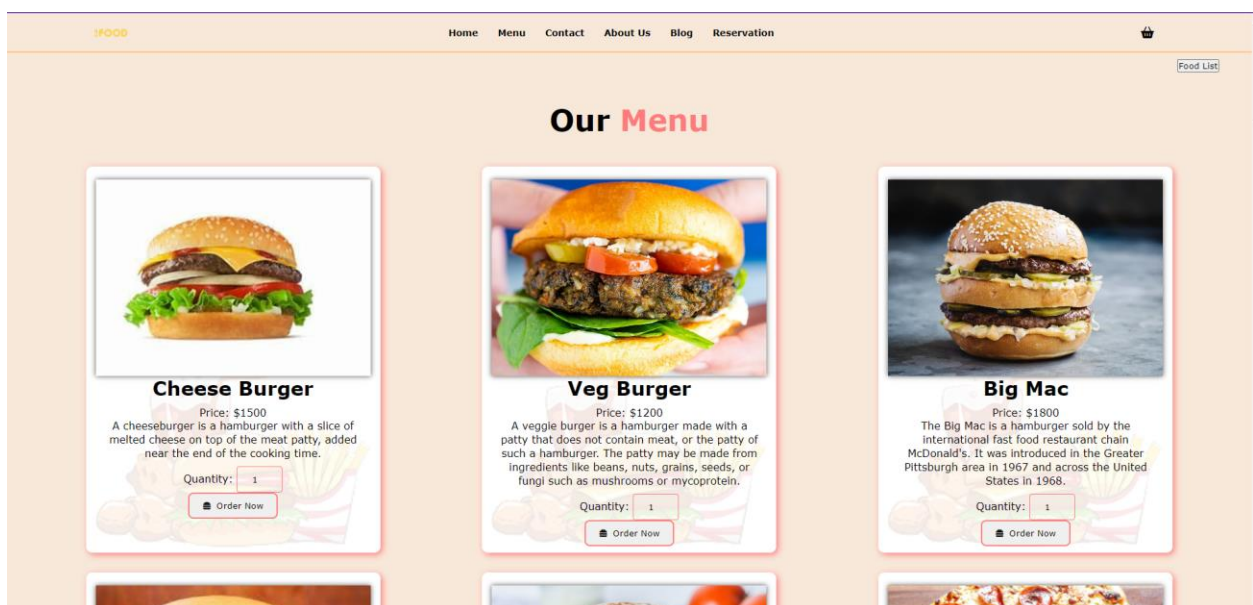 Home Menu Contact About Us Blog Reservation
Food List
Our Menu
Cheese Burger
Price: $1500
A cheeseburger is a hamburger with a slice of
melted cheese on top of the meat patty, added
near the end of the cooking time.
Quantity: 1
Order Now
Veg Burger
Price: $1200
A veggie burger is a hamburger made with a
patty that does not contain meat, or the patty of
such a hamburger. The patty may be made from
ingredients like beans, nuts, grains, seeds, or
fungi such as mushrooms or mycoprotein.
Quantity: 1
Order Now
Big Mac
Price: $1800
The Big Mac is a hamburger sold by the
international fast food restaurant chain
McDonald's. It was introduced in the Greater
Pittsburgh area in 1967 and across the United
States in 1968.
Quantity: 1
Order Now